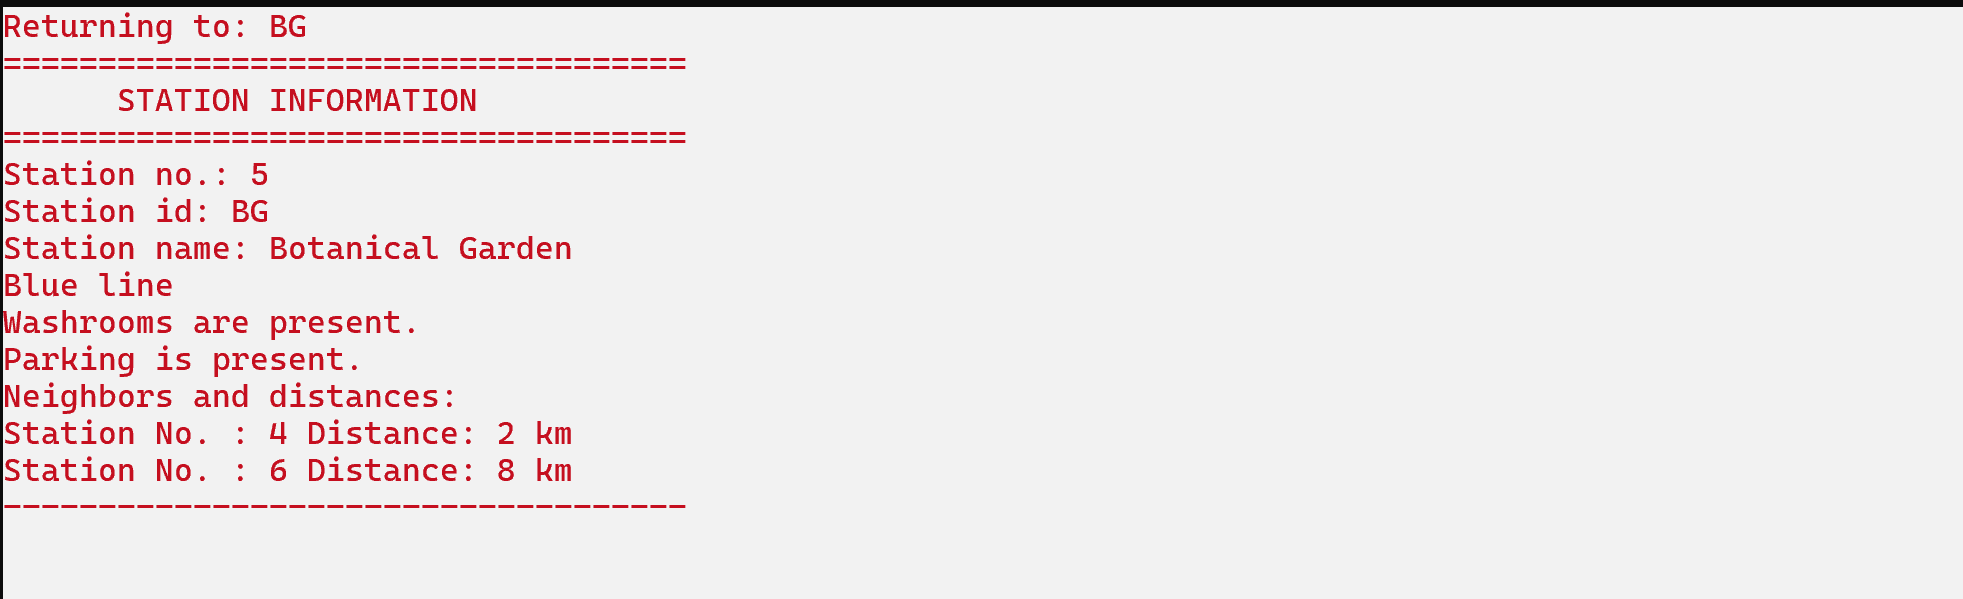 Returning to: BG
====================================
STATION INFORMATION
====================================
Station no.: 5
Station id: BG
Station name: Botanical Garden
Blue line
Washrooms are present.
Parking is present.
Neighbors and distances:
Station No. : 4 Distance: 2 km
Station No. : 6 Distance: 8 km
------------------------------------